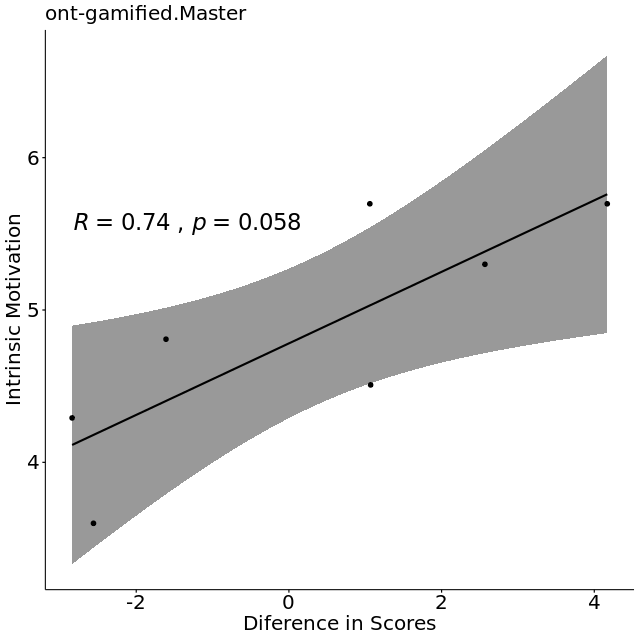 ont-gamified.Master
6
R = 0.74 , p = 0.058
5
4
Intrinsic Motivation
-2 0 2 4
Diference in Scores